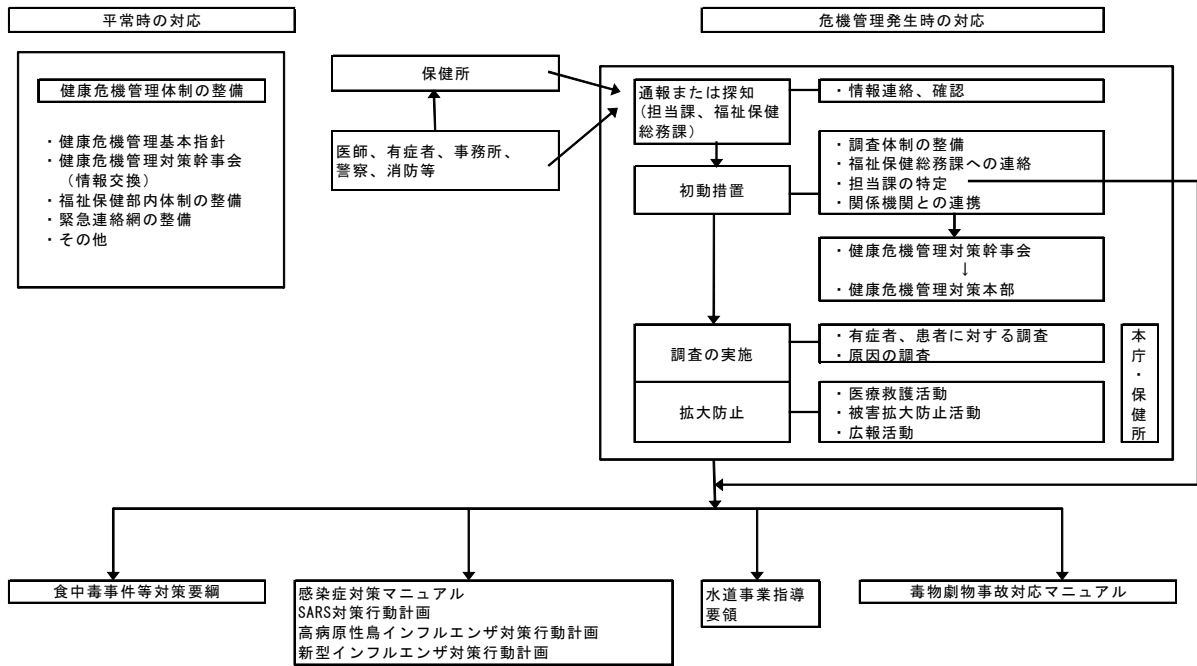 平常時の対応
危機管理発生時の対応
健康危機管理体制の整備
・健康危機管理基本指針
・健康危機管理対策幹事会
（情報交換）
・福祉保健部内体制の整備
・緊急連絡網の整備
・その他
保健所
医師、有症者、事務所、
警察、消防等
通報または探知
(担当課、福祉保健
総務課)
・情報連絡、確認
初動措置
・調査体制の整備
・福祉保健総務課への連絡
・担当課の特定
・関係機関との連携
・健康危機管理対策幹事会
↓
・健康危機管理対策本部
調査の実施
・有症者、患者に対する調査
・原因の調査
拡大防止
・医療救護活動
・被害拡大防止活動
・広報活動
本庁・保健所
食中毒事件等対策要綱
感染症対策マニュアル
SARS対策行動計画
高病原性鳥インフルエンザ対策行動計画
新型インフルエンザ対策行動計画
水道事業指導
要領
毒物劇物事故対応マニュアル